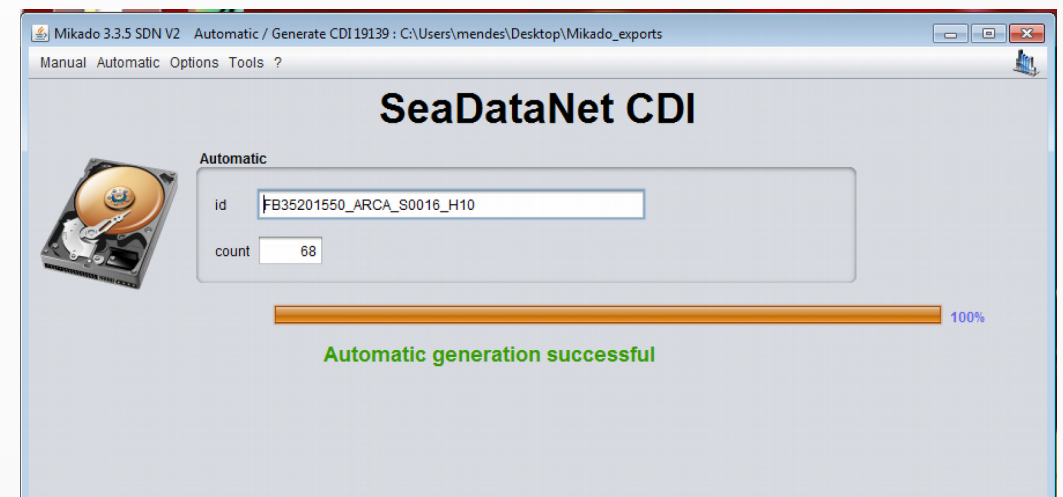 Mikado 3.3.5 SDN V2 Automatic / Generate CDI 19139 : C:\Users\mendes\Desktop\Mikado_exports
Manual Automatic Options Tools ?
SeaDataNet CDI
Automatic
id FB35201550_ARCA_S0016_H10
count 68
100%
Automatic generation successful